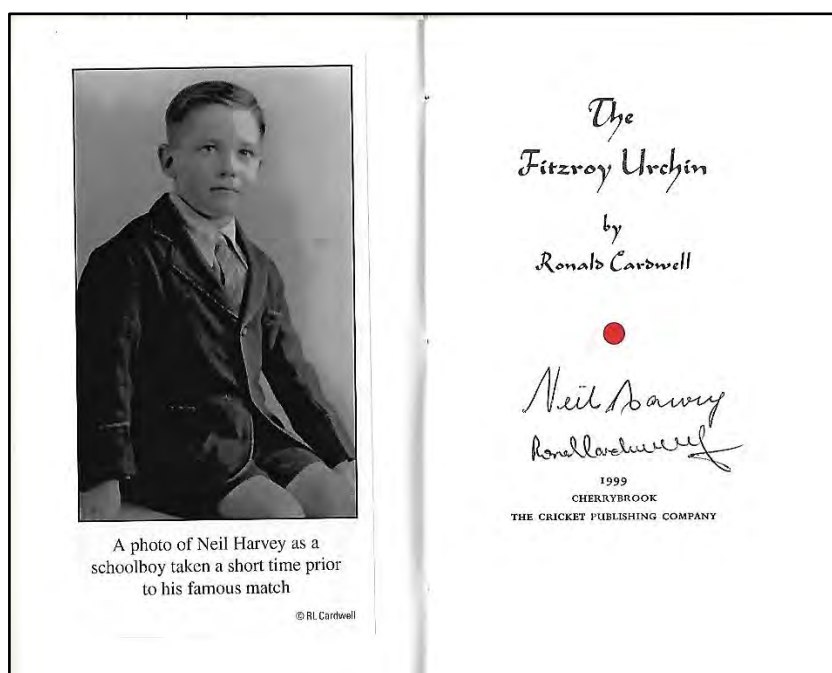 A photo of Neil Harvey as a
schoolboy taken a short time prior
to his famous match
© RL Cardwell
The
Fitzroy Urchin
by
Ronald Cardwell
Neil Harvey
1999
CHERRYBROOK
THE CRICKET PUBLISHING COMPANY